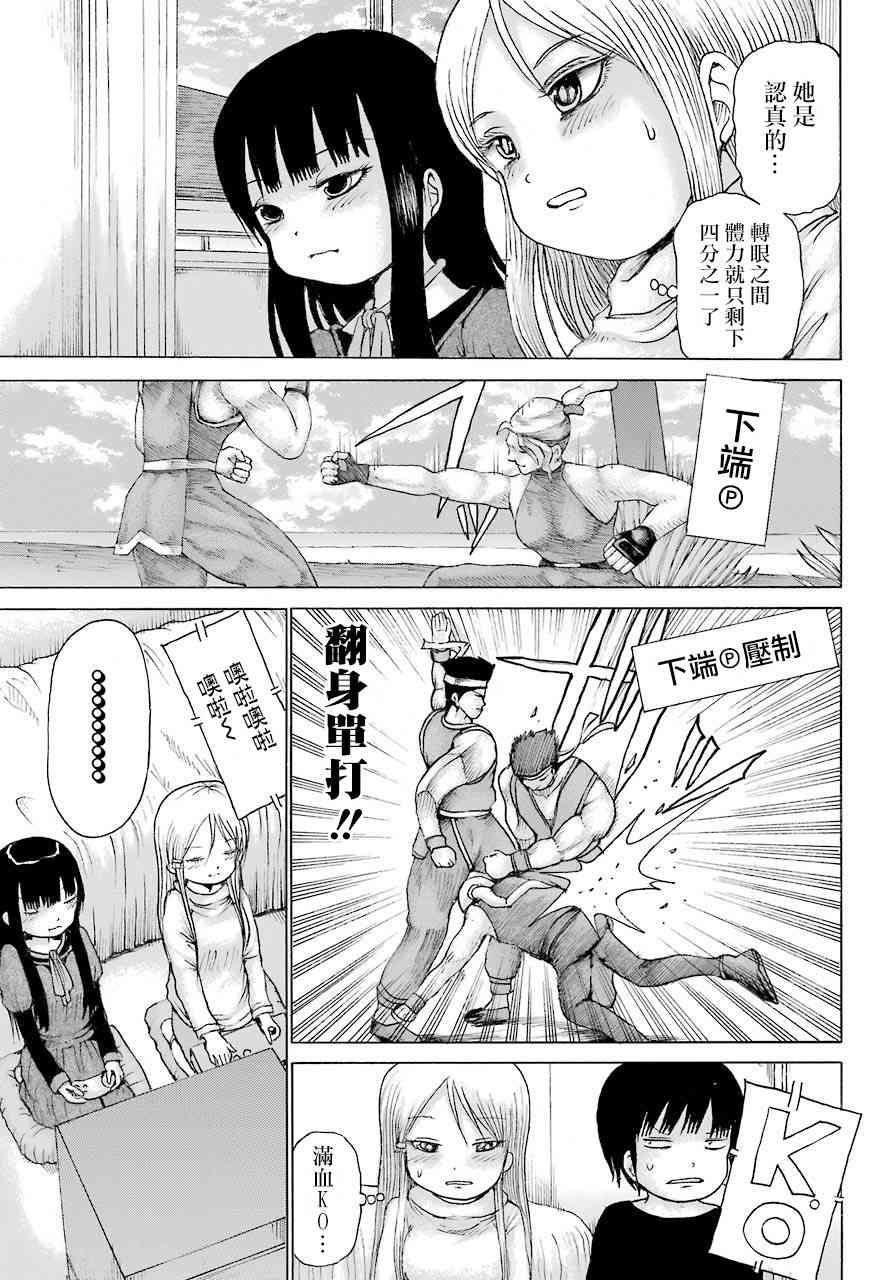 她是
認真的…
轉眼之間
體力就只剩下
四分之一了
下端Ⓟ
下端Ⓟ壓制
翻身單打!!
噢啦噢啦
噢啦～
………
K.O
滿血KO…